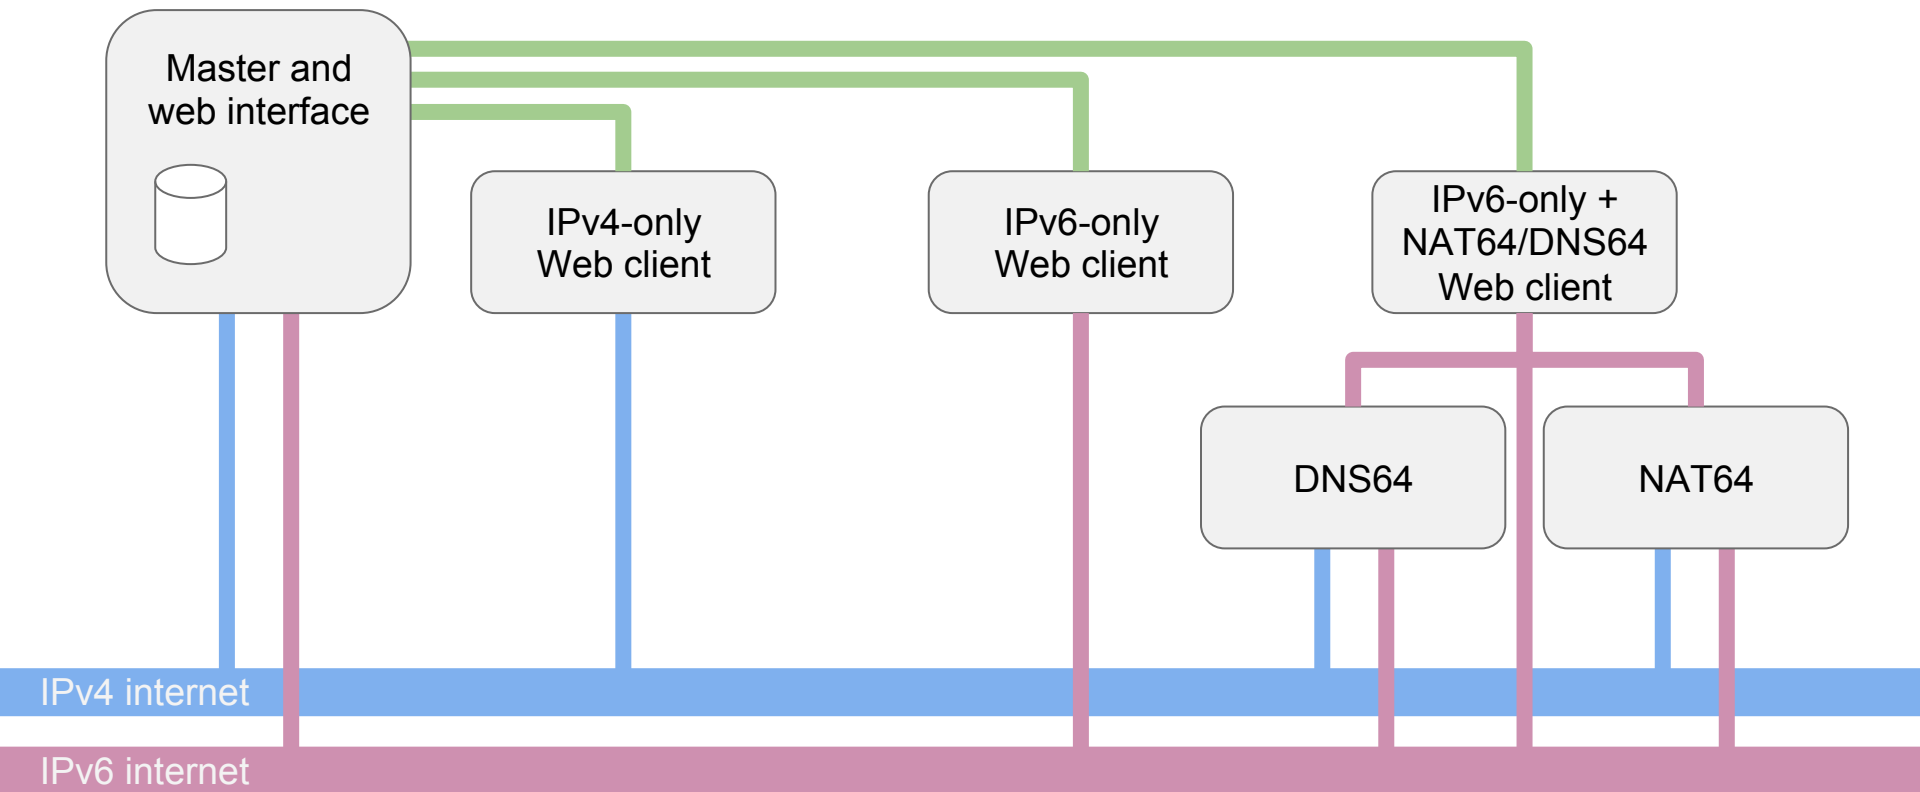 Master and
web interface
IPv4-only
Web client
IPv6-only
Web client
IPv6-only +
NAT64/DNS64
Web client
DNS64
NAT64
IPv4 internet
IPv6 internet